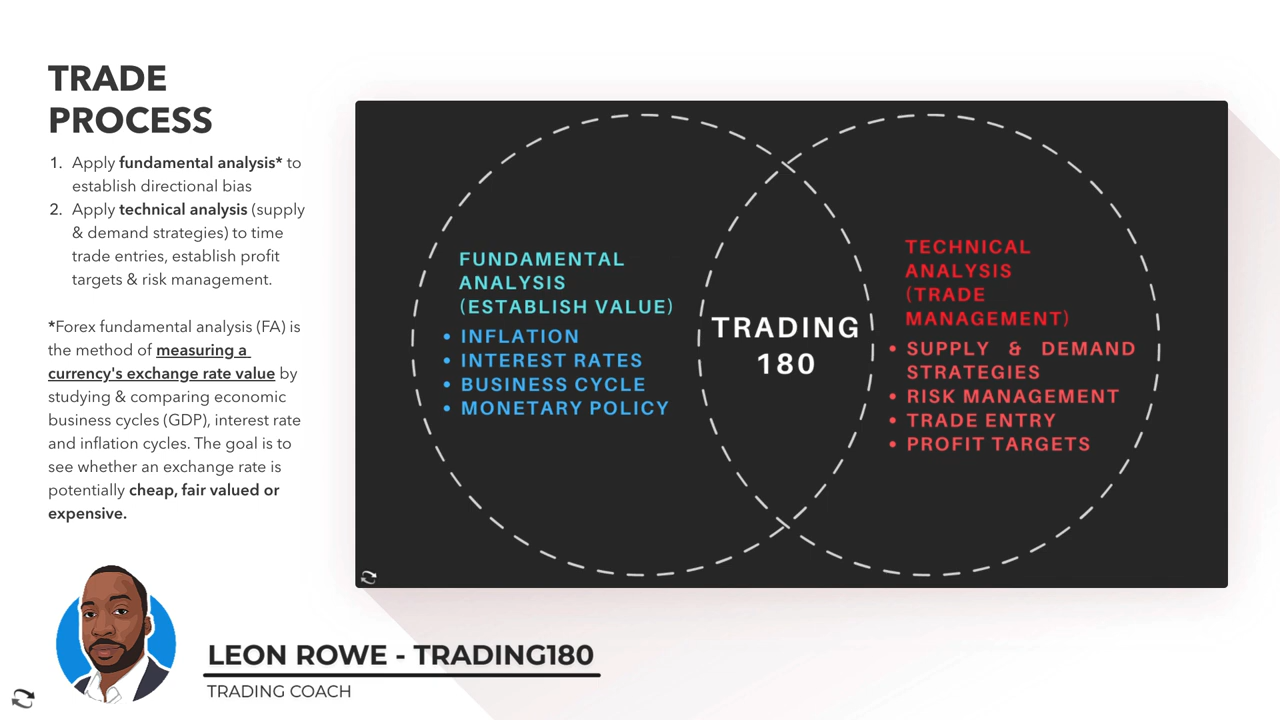 TRADE
PROCESS
1. Apply fundamental analysis* to
establish directional bias
2. Apply technical analysis (supply
& demand strategies) to time
trade entries, establish profit
targets & risk management.
*Forex fundamental analysis (FA) is
the method of measuring a
currency's exchange rate value by
studying & comparing economic
business cycles (GDP), interest rate
and inflation cycles. The goal is to
see whether an exchange rate is
potentially cheap, fair valued or
expensive.
FUNDAMENTAL
ANALYSIS
(ESTABLISH VALUE)
• INFLATION
• INTEREST RATES
• BUSINESS CYCLE
• MONETARY POLICY
TRADING
180
TECHNICAL
ANALYSIS
(TRADE
MANAGEMENT)
• SUPPLY & DEMAND
STRATEGIES
• RISK MANAGEMENT
• TRADE ENTRY
• PROFIT TARGETS
LEON ROWE - TRADING180
TRADING COACH